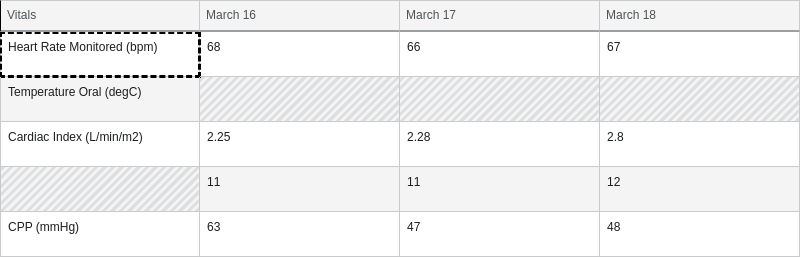 Vitals March 16 March 17 March 18
Heart Rate Monitored (bpm) 68 66 67
Temperature Oral (degC)
Cardiac Index (L/min/m2) 2.25 2.28 2.8
11 11 12
CPP (mmHg) 63 47 48